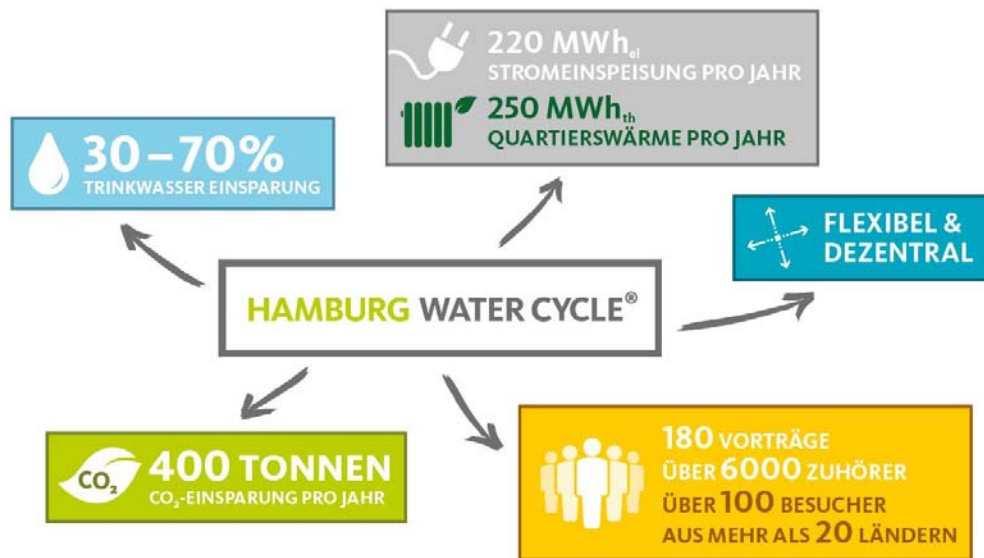 220 MWhel
STROMEINSPEISUNG PRO JAHR
250 MWhth
QUARTIERSWÄRME PRO JAHR
30–70%
TRINKWASSER EINSPARUNG
FLEXIBEL &
DEZENTRAL
HAMBURG WATER CYCLE®
CO₂
400 TONNEN
CO₂-EINSPARUNG PRO JAHR
180 VORTRÄGE
ÜBER 6000 ZUHÖRER
ÜBER 100 BESUCHER
AUS MEHR ALS 20 LÄNDERN